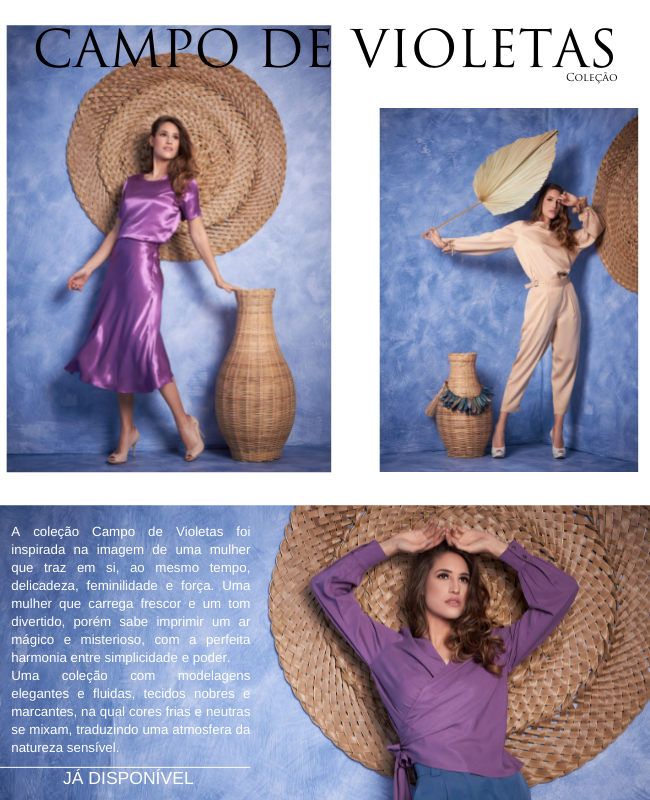 CAMPO DE VIOLETAS
Coleção
A coleção Campo de Violetas foi
inspirada na imagem de uma mulher
que traz em si, ao mesmo tempo,
delicadeza, feminilidade e força. Uma
mulher que carrega frescor e um tom
divertido, porém sabe imprimir um ar
mágico e misterioso, com a perfeita
harmonia entre simplicidade e poder.
Uma coleção com modelagens
elegantes e fluidas, tecidos nobres e
marcantes, na qual cores frias e neutras
se mixam, traduzindo uma atmosfera da
natureza sensível.
JÁ DISPONÍVEL